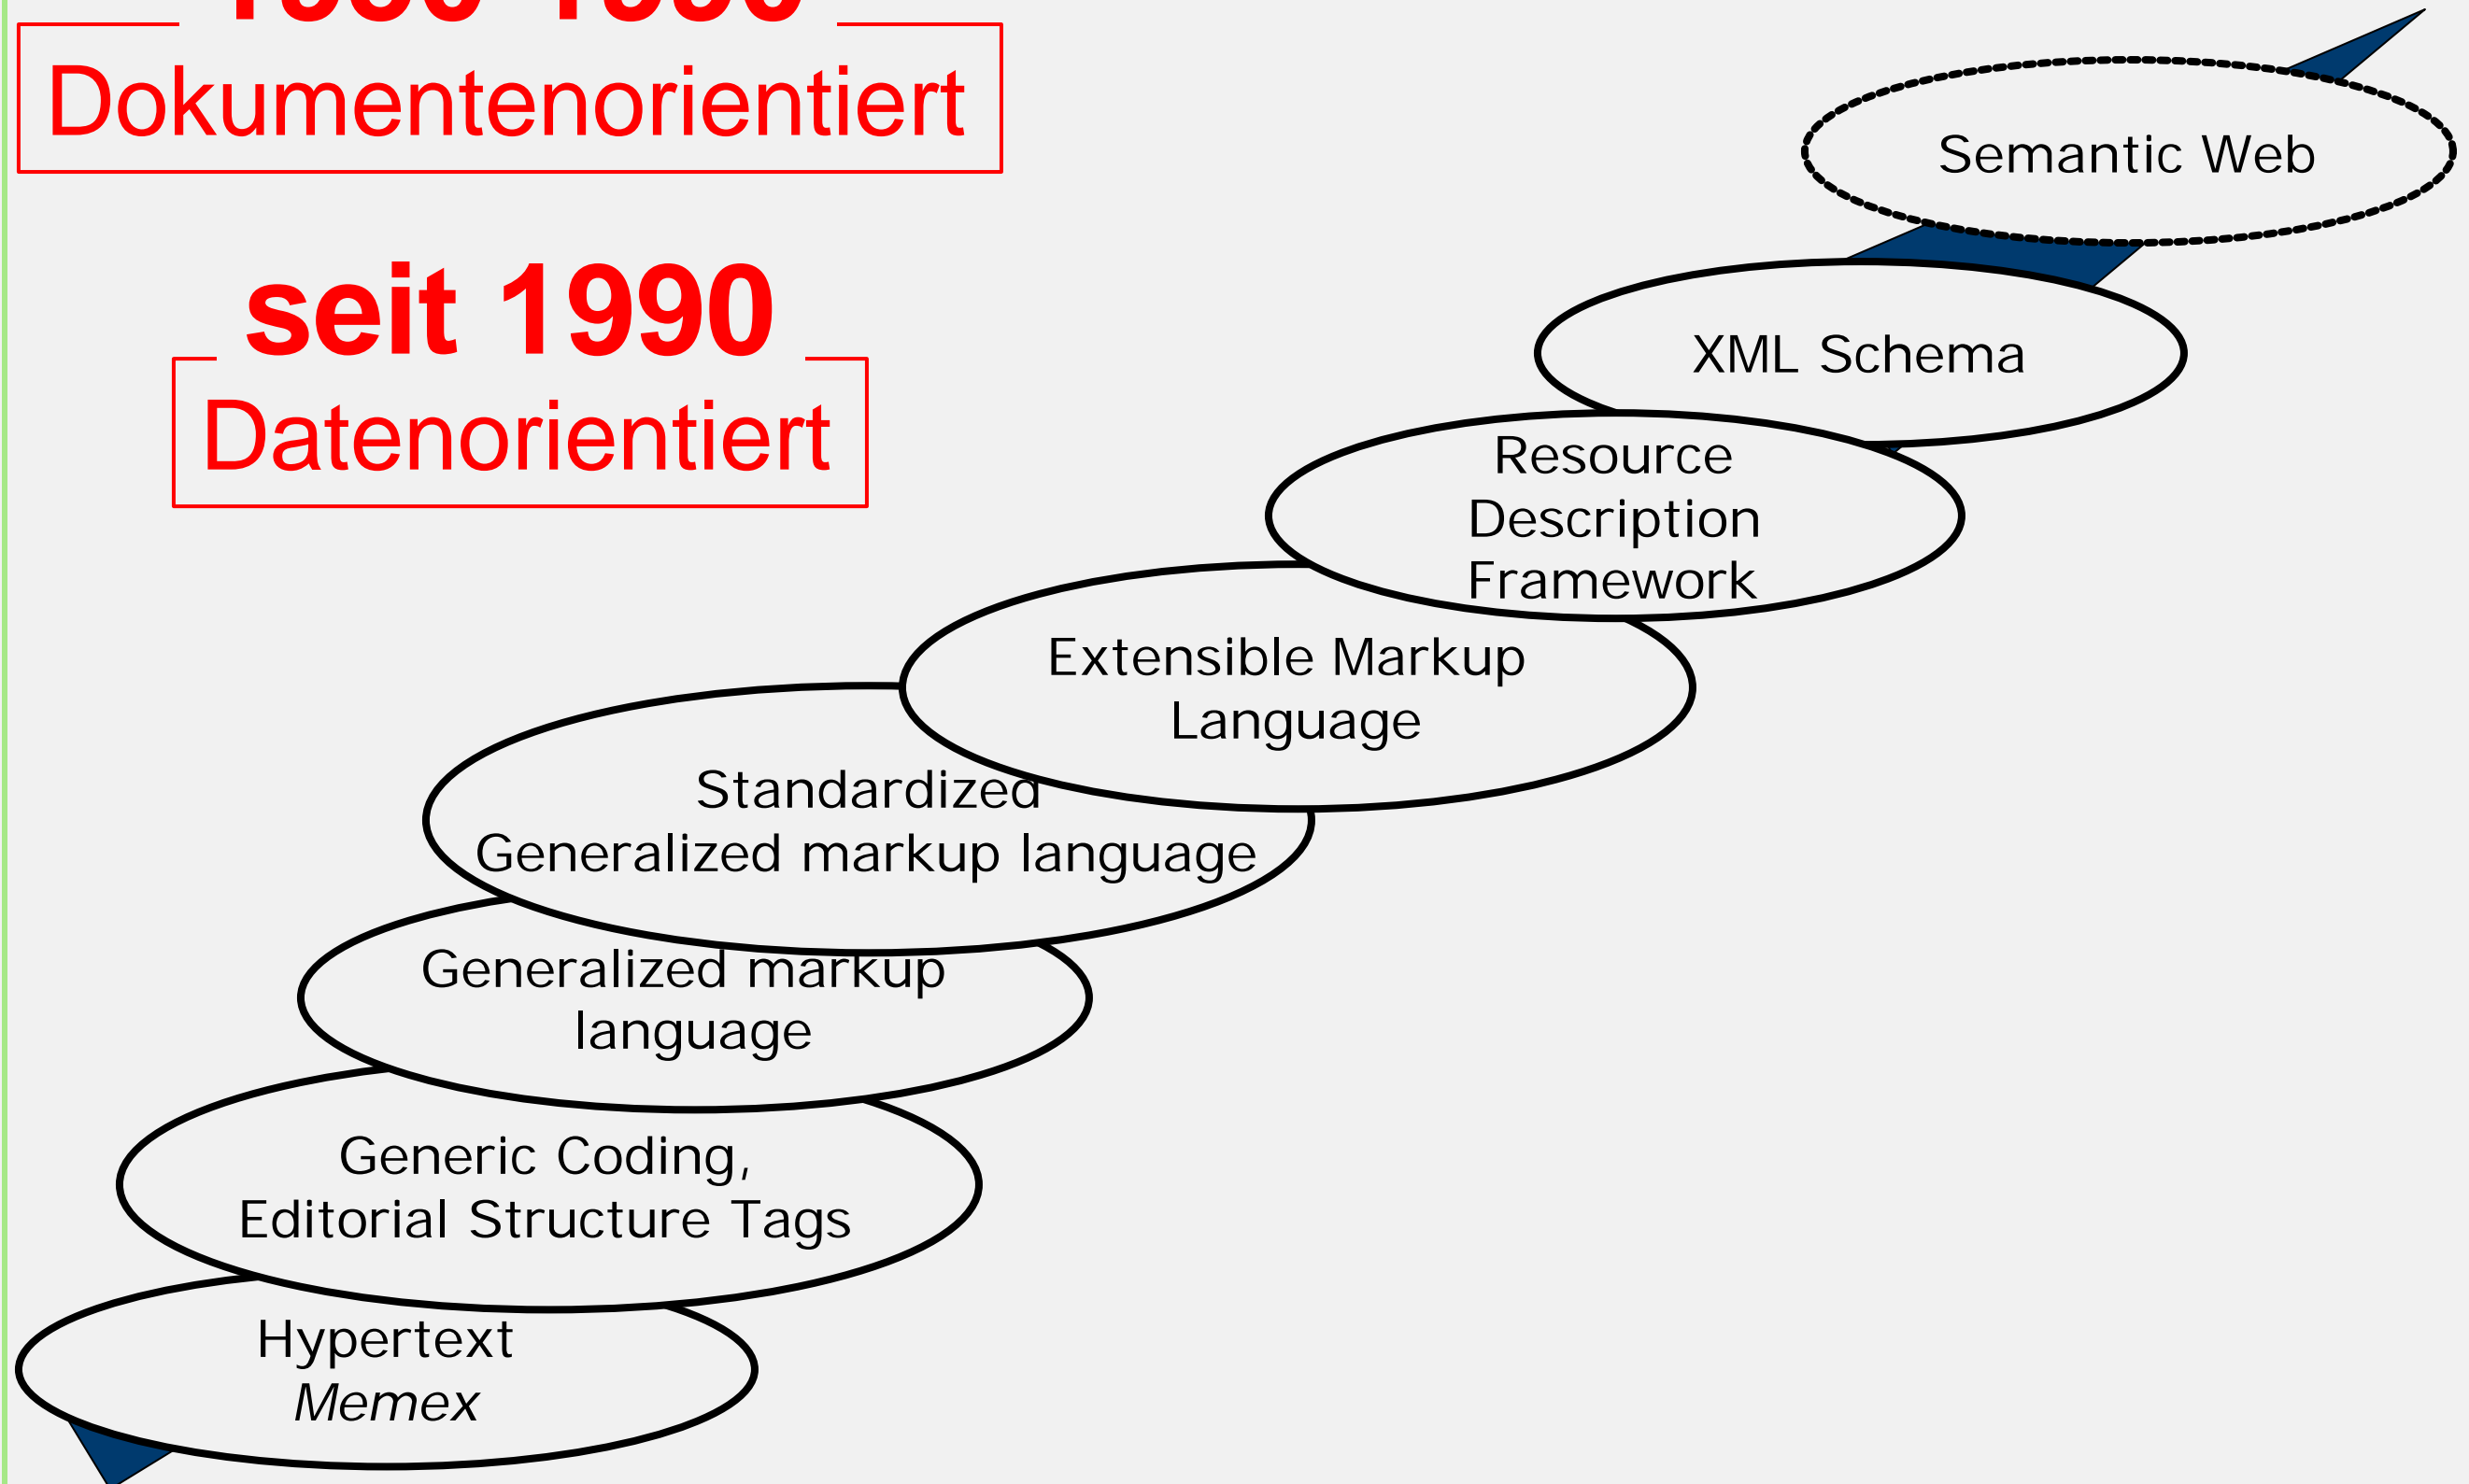 Dokumentenorientiert
seit 1990
Datenorientiert
Semantic Web
XML Schema
Resource
Description
Framework
Extensible Markup
Language
Standardized
Generalized markup language
Generalized markup
language
Generic Coding,
Editorial Structure Tags
Hypertext
Memex